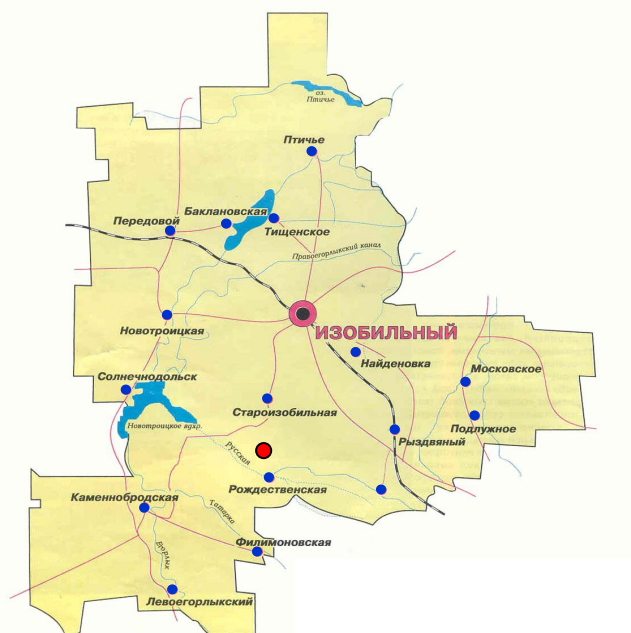 оз.
Птичье
Птичье
Баклановская
Передовой
Тищенское
Правоегорлыкский канал
Новотроицкая
ИЗОБИЛЬНЫЙ
Найденовка
Московское
Солнечнодольск
Староизобильная
Новотроицкое вдхр.
Подлужное
Рыздвяный
Русская
Рождественская
Каменнобродская
Татарка
Филимоновская
Егорлык
Левоегорлыкский